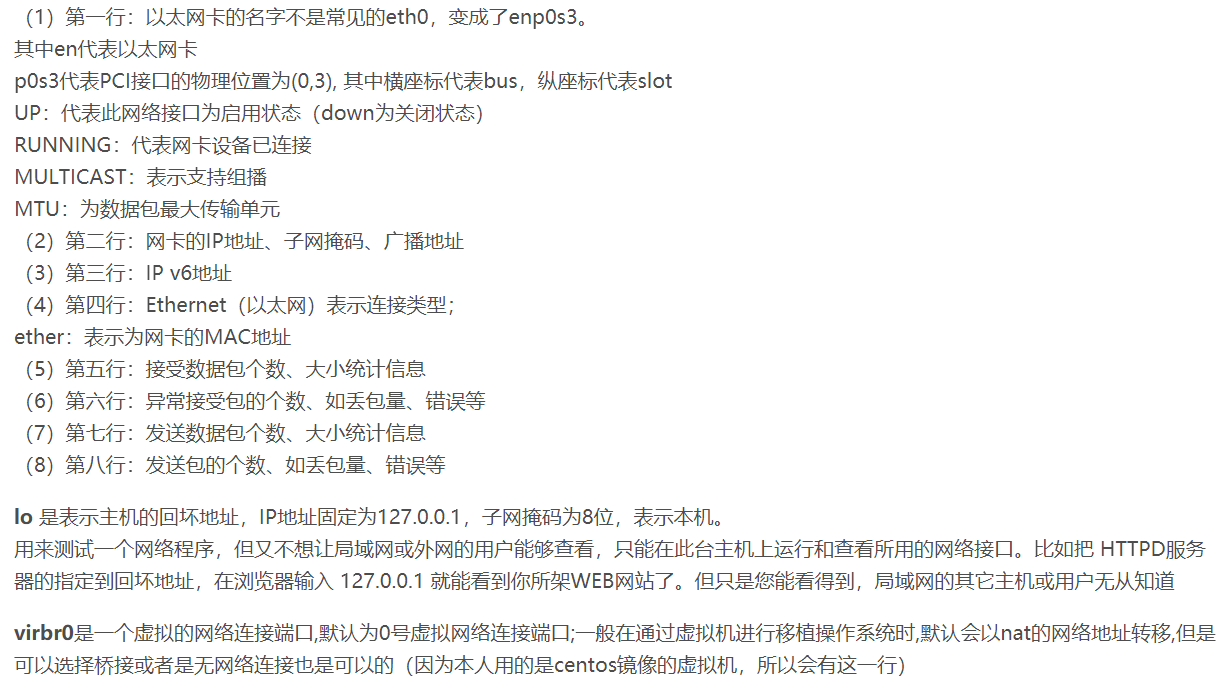 （1）第一行：以太网卡的名字不是常见的eth0，变成了enp0s3。
其中en代表以太网卡
p0s3代表PCI接口的物理位置为(0,3), 其中横座标代表bus，纵座标代表slot
UP：代表此网络接口为启用状态（down为关闭状态）
RUNNING：代表网卡设备已连接
MULTICAST：表示支持组播
MTU：为数据包最大传输单元
（2）第二行：网卡的IP地址、子网掩码、广播地址
（3）第三行：IP v6地址
（4）第四行：Ethernet（以太网）表示连接类型；
ether：表示为网卡的MAC地址
（5）第五行：接受数据包个数、大小统计信息
（6）第六行：异常接受包的个数、如丢包量、错误等
（7）第七行：发送数据包个数、大小统计信息
（8）第八行：发送包的个数、如丢包量、错误等
lo 是表示主机的回坏地址，IP地址固定为127.0.0.1，子网掩码为8位，表示本机。
用来测试一个网络程序，但又不想让局域网或外网的用户能够查看，只能在此台主机上运行和查看所用的网络接口。比如把 HTTPD服务
器的指定到回坏地址，在浏览器输入 127.0.0.1 就能看到你所架WEB网站了。但只是您能看得到，局域网的其它主机或用户无从知道
virbr0是一个虚拟的网络连接端口,默认为0号虚拟网络连接端口;一般在通过虚拟机进行移植操作系统时,默认会以nat的网络地址转移,但是
可以选择桥接或者是无网络连接也是可以的（因为本人用的是centos镜像的虚拟机，所以会有这一行）